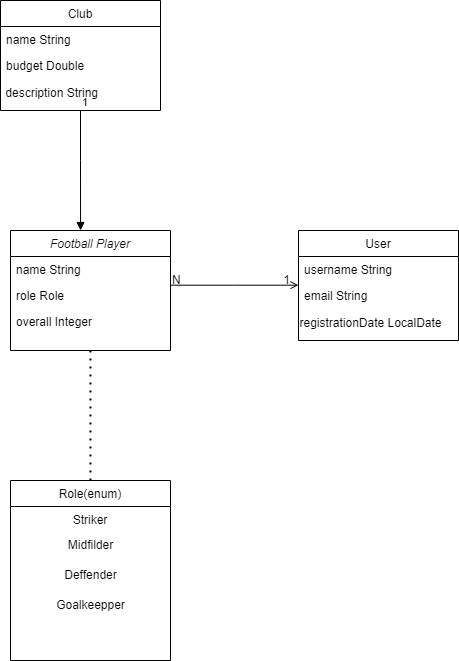 Club
name String
budget Double
description String
1
Football Player
name String
role Role
overall Integer
N
1
User
username String
email String
registrationDate LocalDate
Role(enum)
Striker
Midfilder
Deffender
Goalkeepper